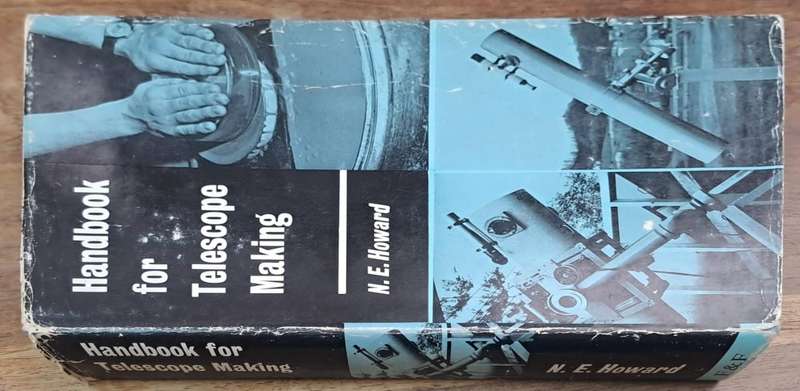 Handbook
for
Telescope
Making
N. E. Howard
Handbook for
Telescope Making
N. E. Howard
F & F